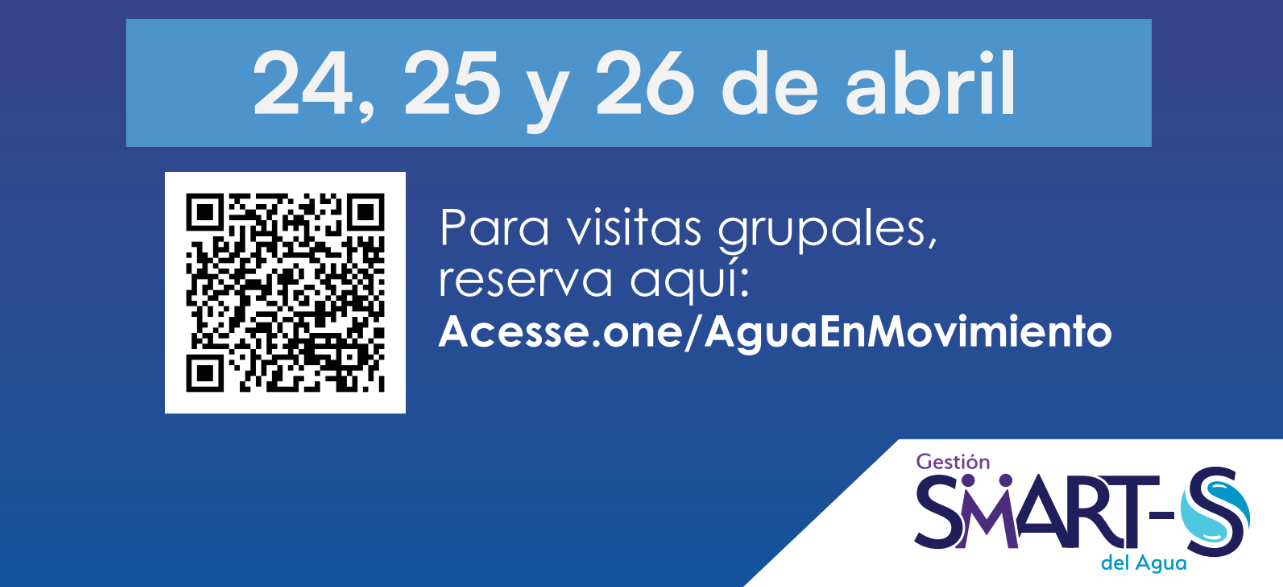 24, 25 y 26 de abril
Para visitas grupales,
reserva aquí:
Acesse.one/AguaEnMovimiento
Gestión
SMART-S
del Agua